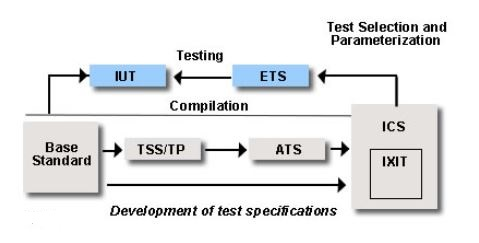 Test Selection and
Parameterization
Testing
IUT
ETS
Compilation
ICS
Base
Standard
TSS/TP
ATS
IXIT
Development of test specifications